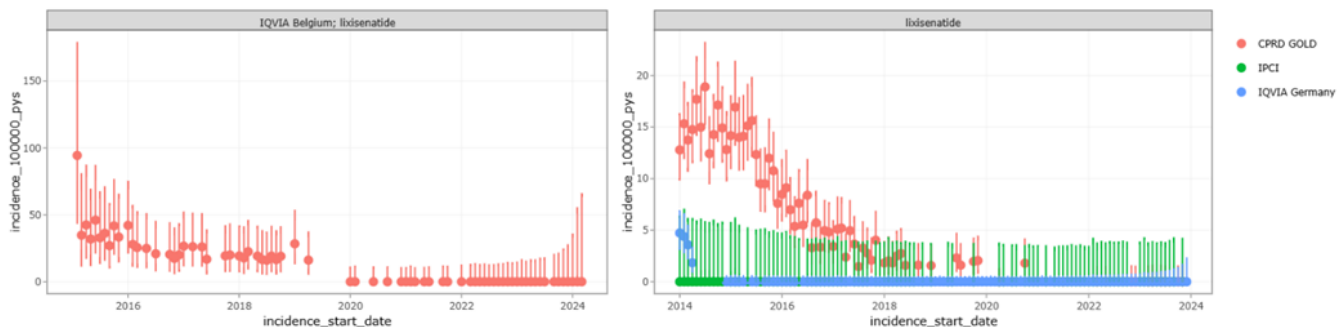 IQVIA Belgium; lixisenatide
incidence_100000_pys
150
100
50
0
2016
2018
2020
2022
2024
incidence_start_date
lixisenatide
incidence_100000_pys
20
15
10
5
0
2014
2016
2018
2020
2022
2024
incidence_start_date
CPRD GOLD
IPCI
IQVIA Germany